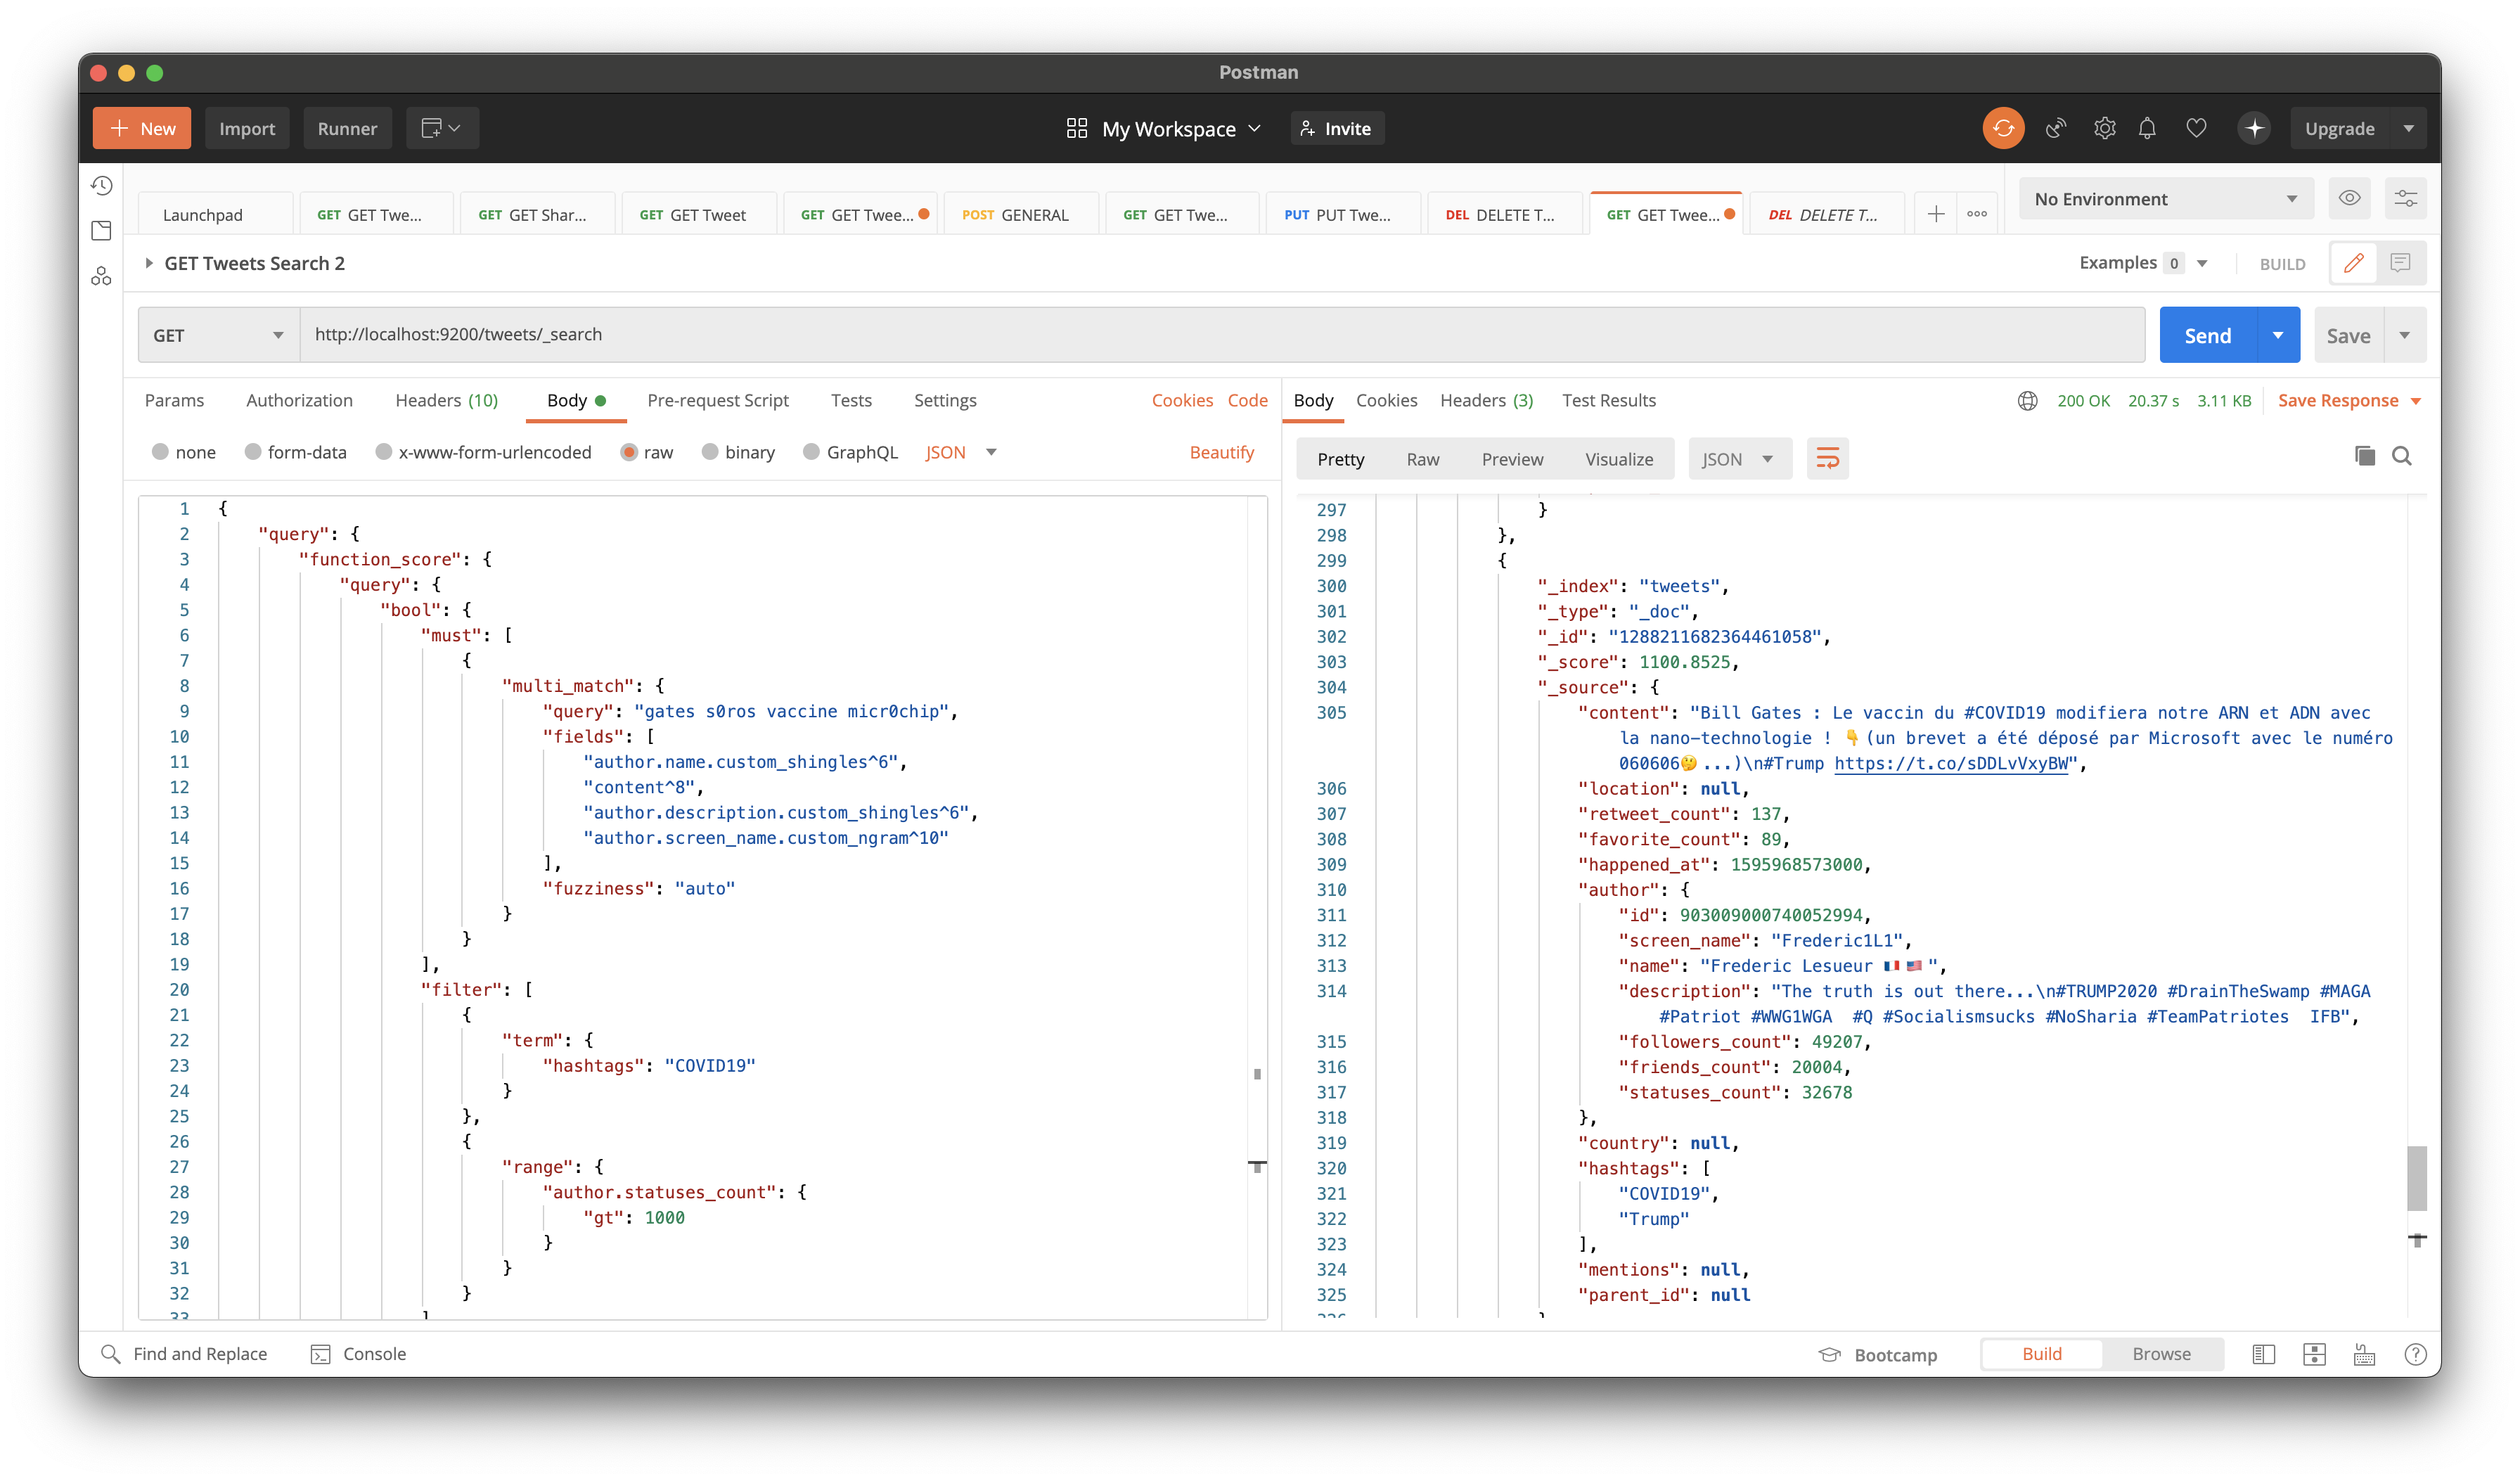 Postman
New
Import
Runner
My Workspace
Invite
Upgrade
Launchpad
GET GET Twe...
GET GET Shar...
GET GET Tweet
GET GET Twee...
POST GENERAL
GET GET Twe...
PUT PUT Twe...
DEL DELETE T...
GET GET Twee...
DEL DELETE T...
No Environment
GET Tweets Search 2
Examples 0
BUILD
GET
http://localhost:9200/tweets/_search
Send
Save
Params
Authorization
Headers (10)
Body
Pre-request Script
Tests
Settings
Cookies
Code
none
form-data
x-www-form-urlencoded
raw
binary
GraphQL
JSON
Beautify
1 {
2 "query": {
3 "function_score": {
4 "query": {
5 "bool": {
6 "must": [
7 {
8 "multi_match": {
9 "query": "gates s0ros vaccine micr0chip",
10 "fields": [
11 "author.name.custom_shingles^6",
12 "content^8",
13 "author.description.custom_shingles^6",
14 "author.screen_name.custom_ngram^10"
15 ],
16 "fuzziness": "auto"
17 }
18 }
19 ],
20 "filter": [
21 {
22 "term": {
23 "hashtags": "COVID19"
24 }
25 },
26 {
27 "range": {
28 "author.statuses_count": {
29 "gt": 1000
30 }
31 }
32 }
33 ]
Body
Cookies
Headers (3)
Test Results
200 OK
20.37 s
3.11 KB
Save Response
Pretty
Raw
Preview
Visualize
JSON
297 }
298 },
299 {
300 "_index": "tweets",
301 "_type": "_doc",
302 "_id": "1288211682364461058",
303 "_score": 1100.8525,
304 "_source": {
305 "content": "Bill Gates : Le vaccin du #COVID19 modifiera notre ARN et ADN avec
la nano-technologie ! 👇(un brevet a été déposé par Microsoft avec le numéro
060606🤔...)\n#Trump https://t.co/sDDLvVxyBW",
306 "location": null,
307 "retweet_count": 137,
308 "favorite_count": 89,
309 "happened_at": 1595968573000,
310 "author": {
311 "id": 903009000740052994,
312 "screen_name": "Frederic1L1",
313 "name": "Frederic Lesueur 🇫🇷🇺🇸",
314 "description": "The truth is out there...\n#TRUMP2020 #DrainTheSwamp #MAGA
#Patriot #WWG1WGA  #Q #Socialismsucks #NoSharia #TeamPatriotes  IFB",
315 "followers_count": 49207,
316 "friends_count": 20004,
317 "statuses_count": 32678
318 },
319 "country": null,
320 "hashtags": [
321 "COVID19",
322 "Trump"
323 ],
324 "mentions": null,
325 "parent_id": null
326 }
Find and Replace
Console
Bootcamp
Build
Browse